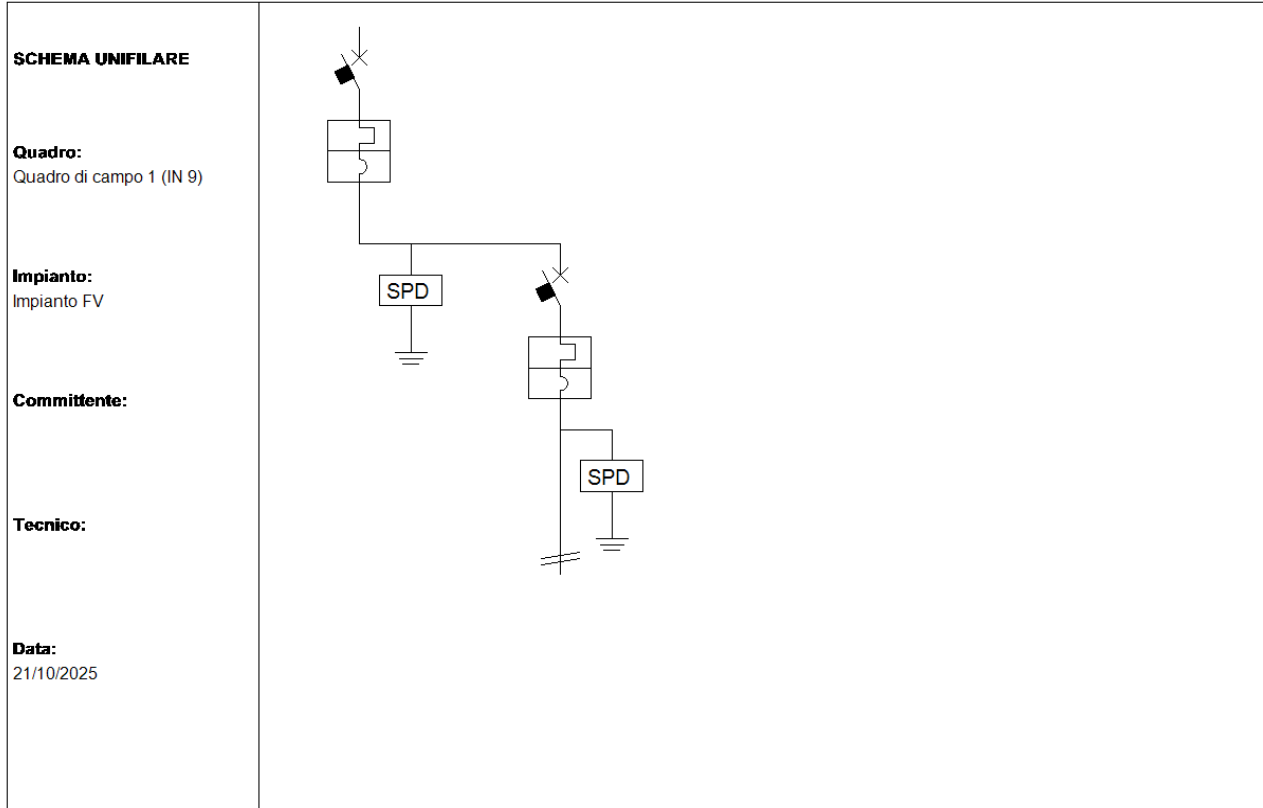 SCHEMA UNIFILARE
Quadro:
Quadro di campo 1 (IN 9)
Impianto:
Impianto FV
Committente:
Tecnico:
Data:
21/10/2025
SPD
SPD